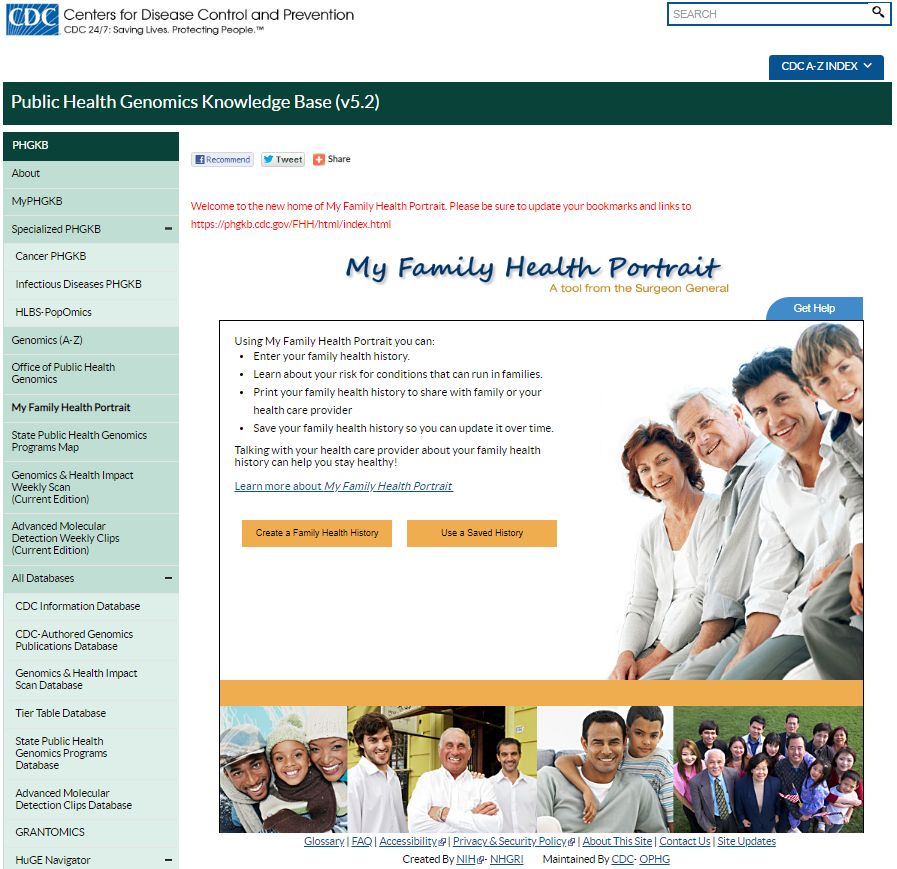 CDC Centers for Disease Control and Prevention
CDC 24/7: Saving Lives. Protecting People.™
SEARCH
CDC A-Z INDEX
Public Health Genomics Knowledge Base (v5.2)
PHGKB
About
MyPHGKB
Specialized PHGKB
Cancer PHGKB
Infectious Diseases PHGKB
HLBS-PopOmics
Genomics (A-Z)
Office of Public Health
Genomics
My Family Health Portrait
State Public Health Genomics
Programs Map
Genomics & Health Impact
Weekly Scan
(Current Edition)
Advanced Molecular
Detection Weekly Clips
(Current Edition)
All Databases
CDC Information Database
CDC-Authored Genomics
Publications Database
Genomics & Health Impact
Scan Database
Tier Table Database
State Public Health
Genomics Programs
Database
Advanced Molecular
Detection Clips Database
GRANTOMICS
HuGE Navigator
Recommend Tweet Share
Welcome to the new home of My Family Health Portrait. Please be sure to update your bookmarks and links to
https://phgkb.cdc.gov/FHH/html/index.html
My Family Health Portrait
A tool from the Surgeon General
Get Help
Using My Family Health Portrait you can:
• Enter your family health history.
• Learn about your risk for conditions that can run in families.
• Print your family health history to share with family or your
health care provider
• Save your family health history so you can update it over time.
Talking with your health care provider about your family health
history can help you stay healthy!
Learn more about My Family Health Portrait
Create a Family Health History Use a Saved History
Glossary | FAQ | Accessibility | Privacy & Security Policy | About This Site | Contact Us | Site Updates
Created By NIH - NHGRI Maintained By CDC- OPHG